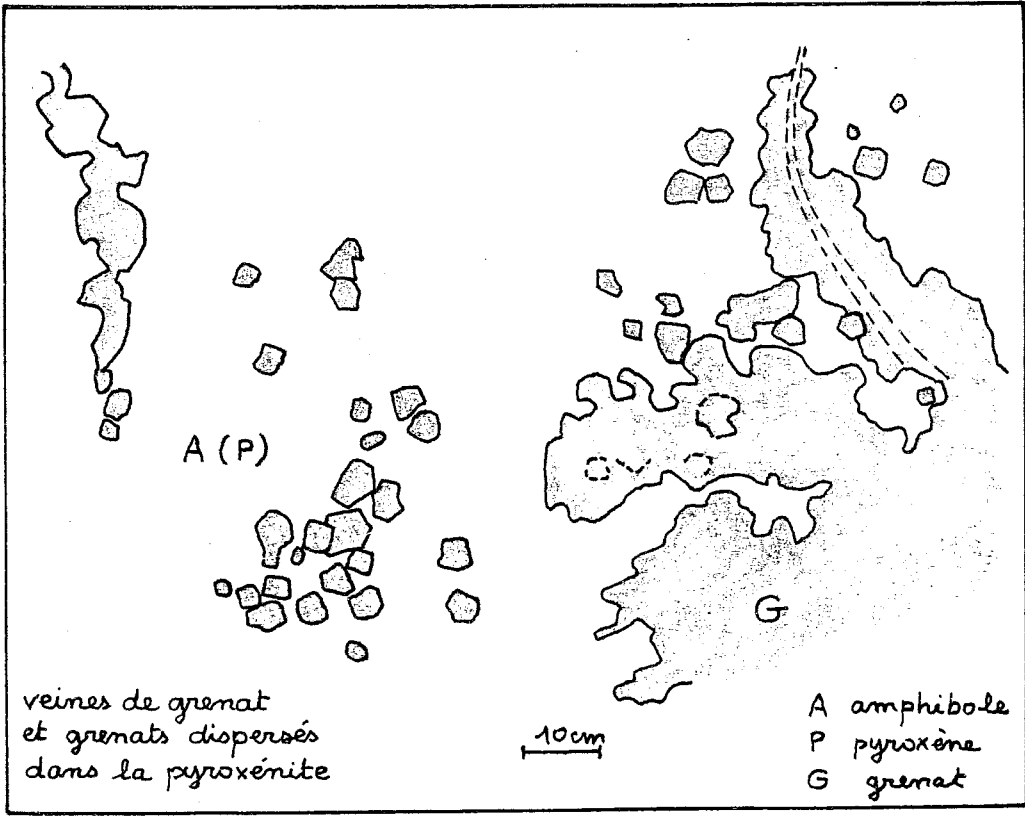 A (P)
G
veines de grenat
et grenats dispersés
dans la pyroxénite
10cm
A amphibole
P pyroxène
G grenat